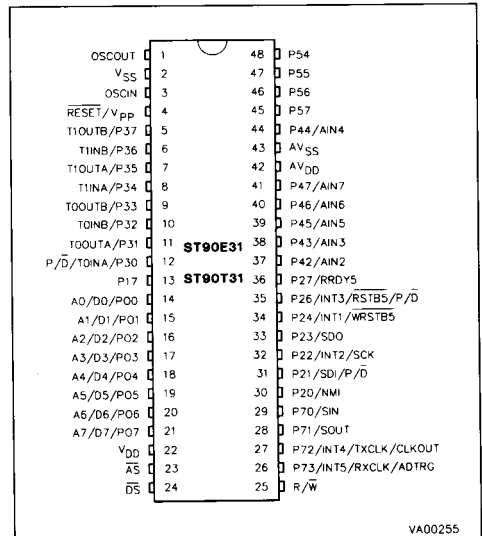 OSCOUT 1 48 P54
VSS 2 47 P55
OSCIN 3 46 P56
R̅E̅S̅E̅T̅/VPP 4 45 P57
T1OUTB/P37 5 44 P44/AIN4
T1INB/P36 6 43 AVSS
T1OUTA/P35 7 42 AVDD
T1INA/P34 8 41 P47/AIN7
T0OUTB/P33 9 40 P46/AIN6
T0INB/P32 10 39 P45/AIN5
T0OUTA/P31 11 ST90E31 38 P43/AIN3
P/D̅/T0INA/P30 12 37 P42/AIN2
P17 13 ST90T31 36 P27/RRDY5
A0/D0/P00 14 35 P26/INT3/R̅S̅T̅B̅5̅/P/D̅
A1/D1/P01 15 34 P24/INT1/W̅R̅S̅T̅B̅5̅
A2/D2/P02 16 33 P23/SDO
A3/D3/P03 17 32 P22/INT2/SCK
A4/D4/P04 18 31 P21/SDI/P/D̅
A5/D5/P05 19 30 P20/NMI
A6/D6/P06 20 29 P70/SIN
A7/D7/P07 21 28 P71/SOUT
VDD 22 27 P72/INT4/TXCLK/CLKOUT
A̅S̅ 23 26 P73/INT5/RXCLK/ADTRG
D̅S̅ 24 25 R/W̅
VA00255